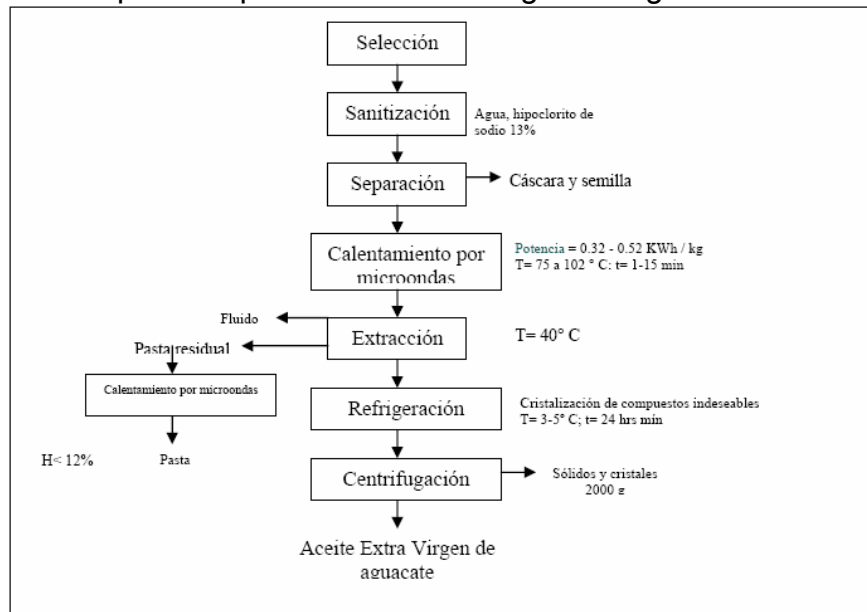 Selección
Sanitización
Agua, hipoclorito de
sodio 13%
Separación
Cáscara y semilla
Calentamiento por
microondas
Potencia = 0.32 - 0.52 KWh / kg
T= 75 a 102 ° C: t= 1-15 min
Fluido
Extracción
T= 40° C
Pasta residual
Calentamiento por microondas
Refrigeración
Cristalización de compuestos indeseables
T= 3-5° C; t= 24 hrs min
H< 12%
Pasta
Centrifugación
Sólidos y cristales
2000 g
Aceite Extra Virgen de
aguacate